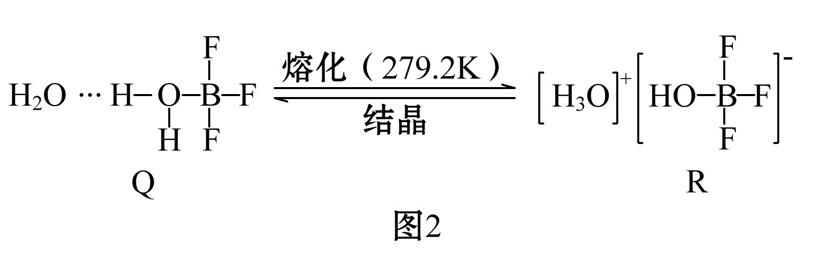 F
H₂O ··· H—O—B—F
H F
Q
熔化（279.2K）
结晶
[H₃O]⁺
F
[HO—B—F]⁻
F
R
图2